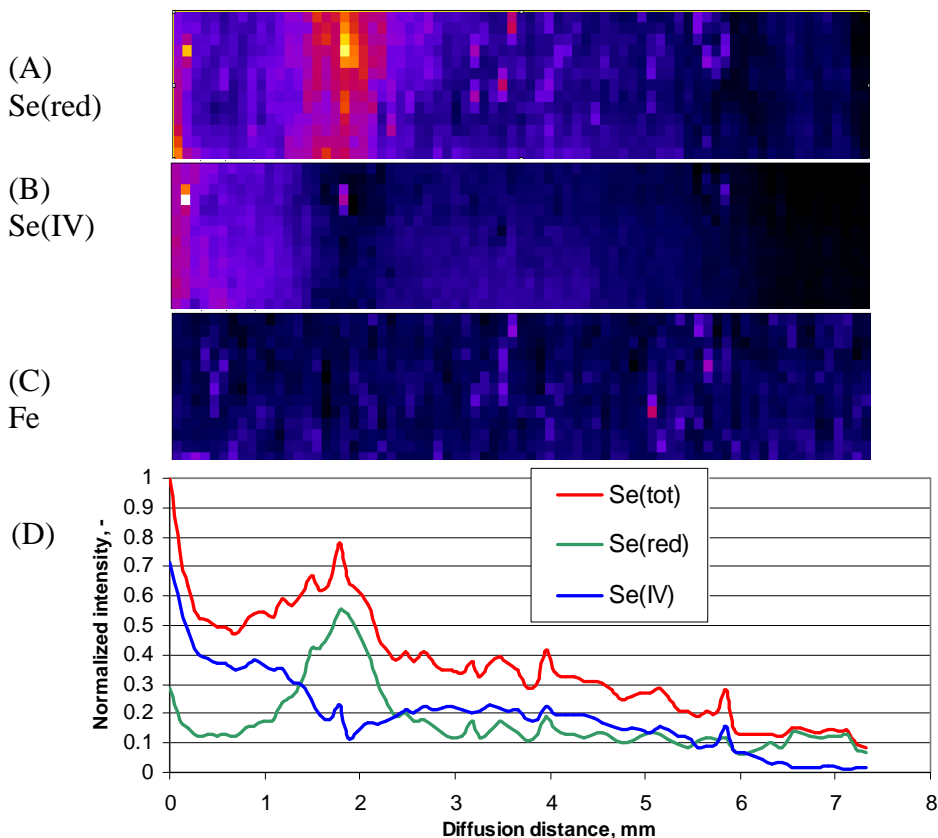 (A)
Se(red)
(B)
Se(IV)
(C)
Fe
(D)
Normalized intensity, -
1
0.9
0.8
0.7
0.6
0.5
0.4
0.3
0.2
0.1
0
Se(tot)
Se(red)
Se(IV)
0 1 2 3 4 5 6 7 8
Diffusion distance, mm